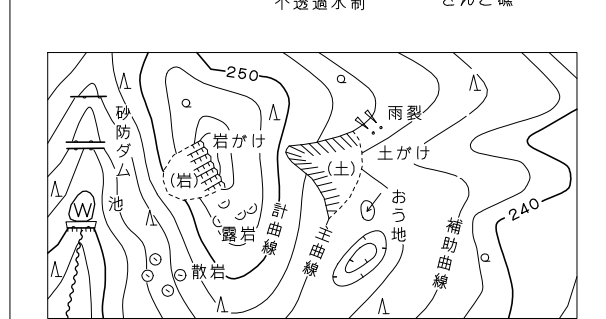 不透過水制
さんご礁
250
砂防ダム
池
W
岩がけ
(岩)
露岩
散岩
計曲線
主曲線
雨裂
土がけ
(土)
おう地
補助曲線
240